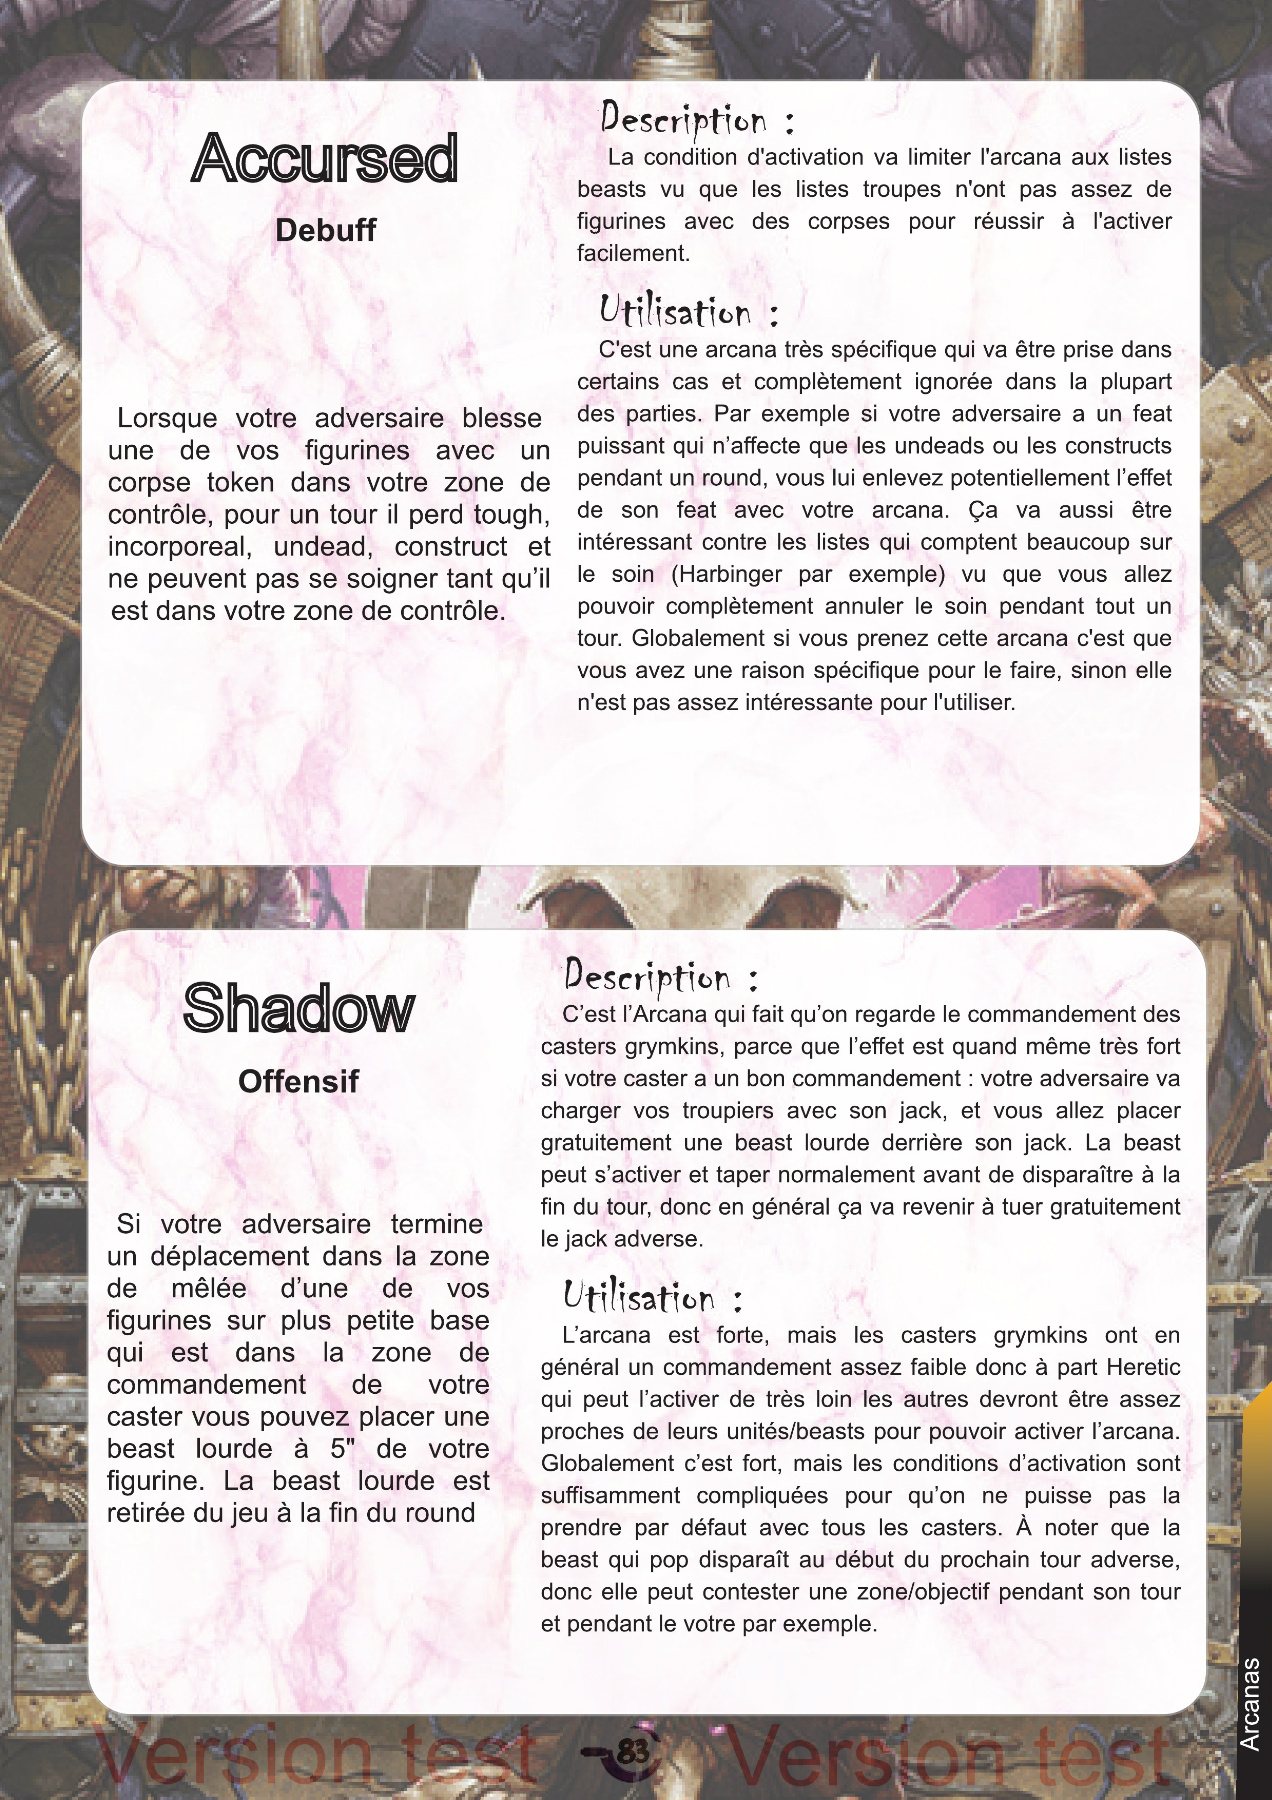 Accursed
Debuff
Lorsque votre adversaire blesse
une de vos figurines avec un
corpse token dans votre zone de
contrôle, pour un tour il perd tough,
incorporeal, undead, construct et
ne peuvent pas se soigner tant qu’il
est dans votre zone de contrôle.
Description :
La condition d'activation va limiter l'arcana aux listes
beasts vu que les listes troupes n'ont pas assez de
figurines avec des corpses pour réussir à l'activer
facilement.
Utilisation :
C'est une arcana très spécifique qui va être prise dans
certains cas et complètement ignorée dans la plupart
des parties. Par exemple si votre adversaire a un feat
puissant qui n’affecte que les undeads ou les constructs
pendant un round, vous lui enlevez potentiellement l’effet
de son feat avec votre arcana. Ça va aussi être
intéressant contre les listes qui comptent beaucoup sur
le soin (Harbinger par exemple) vu que vous allez
pouvoir complètement annuler le soin pendant tout un
tour. Globalement si vous prenez cette arcana c'est que
vous avez une raison spécifique pour le faire, sinon elle
n'est pas assez intéressante pour l'utiliser.
Shadow
Offensif
Si votre adversaire termine
un déplacement dans la zone
de mêlée d’une de vos
figurines sur plus petite base
qui est dans la zone de
commandement de votre
caster vous pouvez placer une
beast lourde à 5" de votre
figurine. La beast lourde est
retirée du jeu à la fin du round
Description :
C’est l’Arcana qui fait qu’on regarde le commandement des
casters grymkins, parce que l’effet est quand même très fort
si votre caster a un bon commandement : votre adversaire va
charger vos troupiers avec son jack, et vous allez placer
gratuitement une beast lourde derrière son jack. La beast
peut s’activer et taper normalement avant de disparaître à la
fin du tour, donc en général ça va revenir à tuer gratuitement
le jack adverse.
Utilisation :
L’arcana est forte, mais les casters grymkins ont en
général un commandement assez faible donc à part Heretic
qui peut l’activer de très loin les autres devront être assez
proches de leurs unités/beasts pour pouvoir activer l’arcana.
Globalement c’est fort, mais les conditions d’activation sont
suffisamment compliquées pour qu’on ne puisse pas la
prendre par défaut avec tous les casters. À noter que la
beast qui pop disparaît au début du prochain tour adverse,
donc elle peut contester une zone/objectif pendant son tour
et pendant le votre par exemple.
Arcanas
Version test
83
Version test